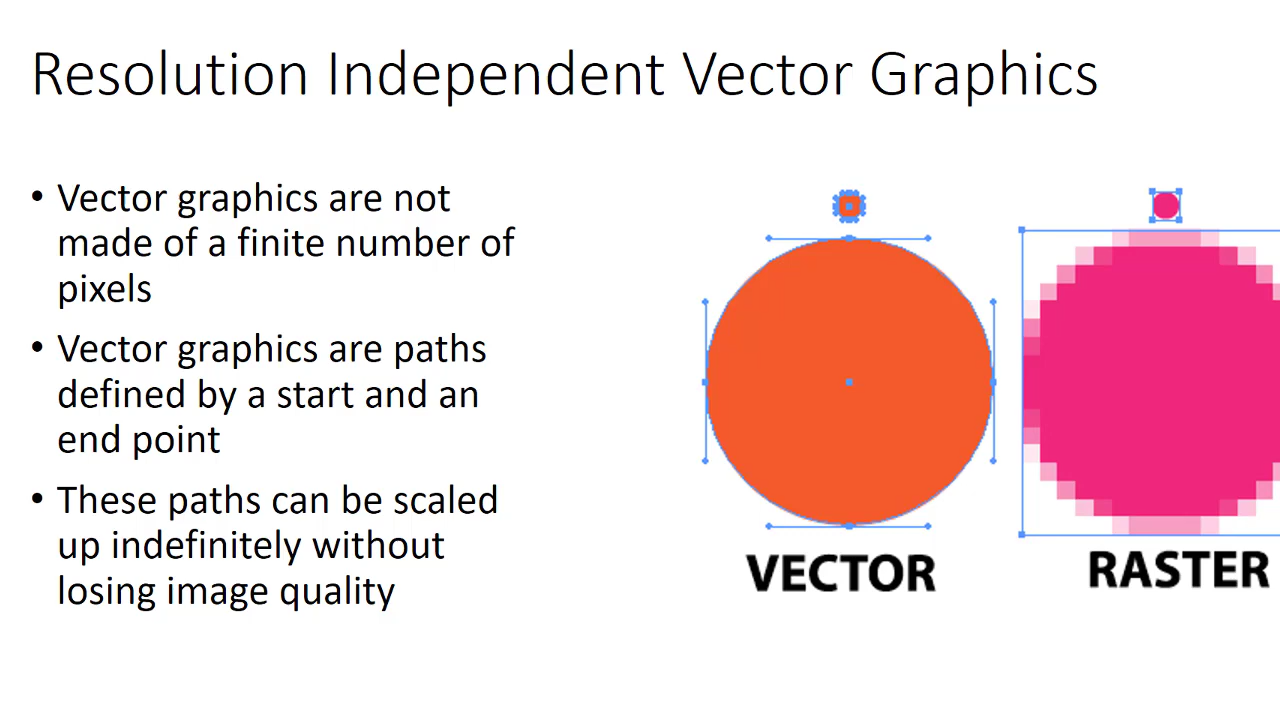 Resolution Independent Vector Graphics
• Vector graphics are not
made of a finite number of
pixels
• Vector graphics are paths
defined by a start and an
end point
• These paths can be scaled
up indefinitely without
losing image quality
VECTOR
RASTER